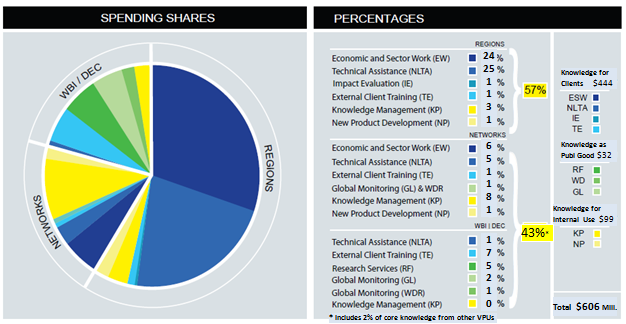 SPENDING SHARES
WBI / DEC
REGIONS
NETWORKS
PERCENTAGES
REGIONS
Economic and Sector Work (EW) 24 %
Technical Assistance (NLTA) 25 %
Impact Evaluation (IE) 1 %
External Client Training (TE) 1 %
Knowledge Management (KP) 3 %
New Product Development (NP) 1 %
57%
NETWORKS
Economic and Sector Work (EW) 6 %
Technical Assistance (NLTA) 5 %
External Client Training (TE) 1 %
Global Monitoring (GL) & WDR 1 %
Knowledge Management (KP) 8 %
New Product Development (NP) 1 %
43%*
WBI / DEC
Technical Assistance (NLTA) 1 %
External Client Training (TE) 7 %
Research Services (RF) 5 %
Global Monitoring (GL) 2 %
Global Monitoring (WDR) 1 %
Knowledge Management (KP) 0 %
* Includes 2% of core knowledge from other VPUs
Knowledge for
Clients $444
ESW
NLTA
IE
TE
Knowledge as
Publ Good $32
RF
WD
GL
Knowledge for
Internal Use $99
KP
NP
Total $606 Mill.